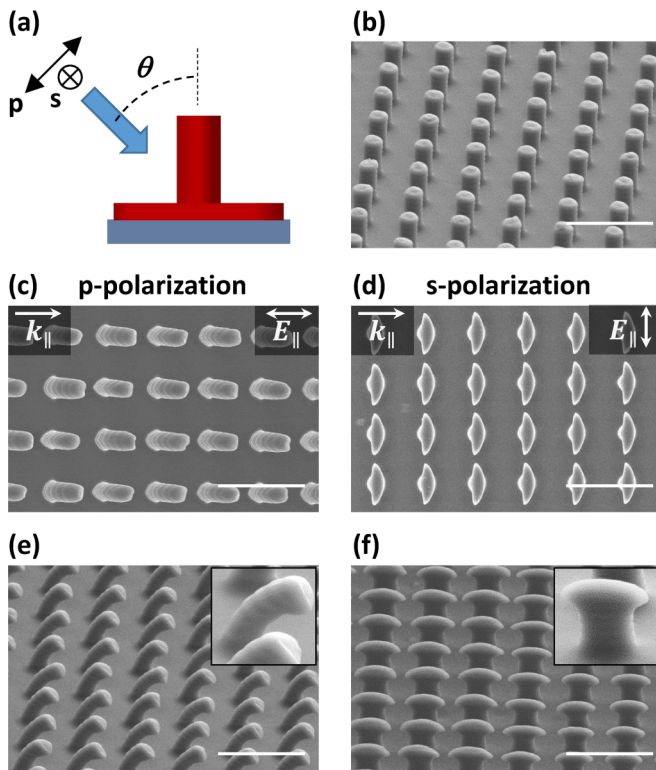 (a)
(b)
θ
p
s
(c) p-polarization
(d) s-polarization
k∥
E∥
k∥
E∥
(e)
(f)